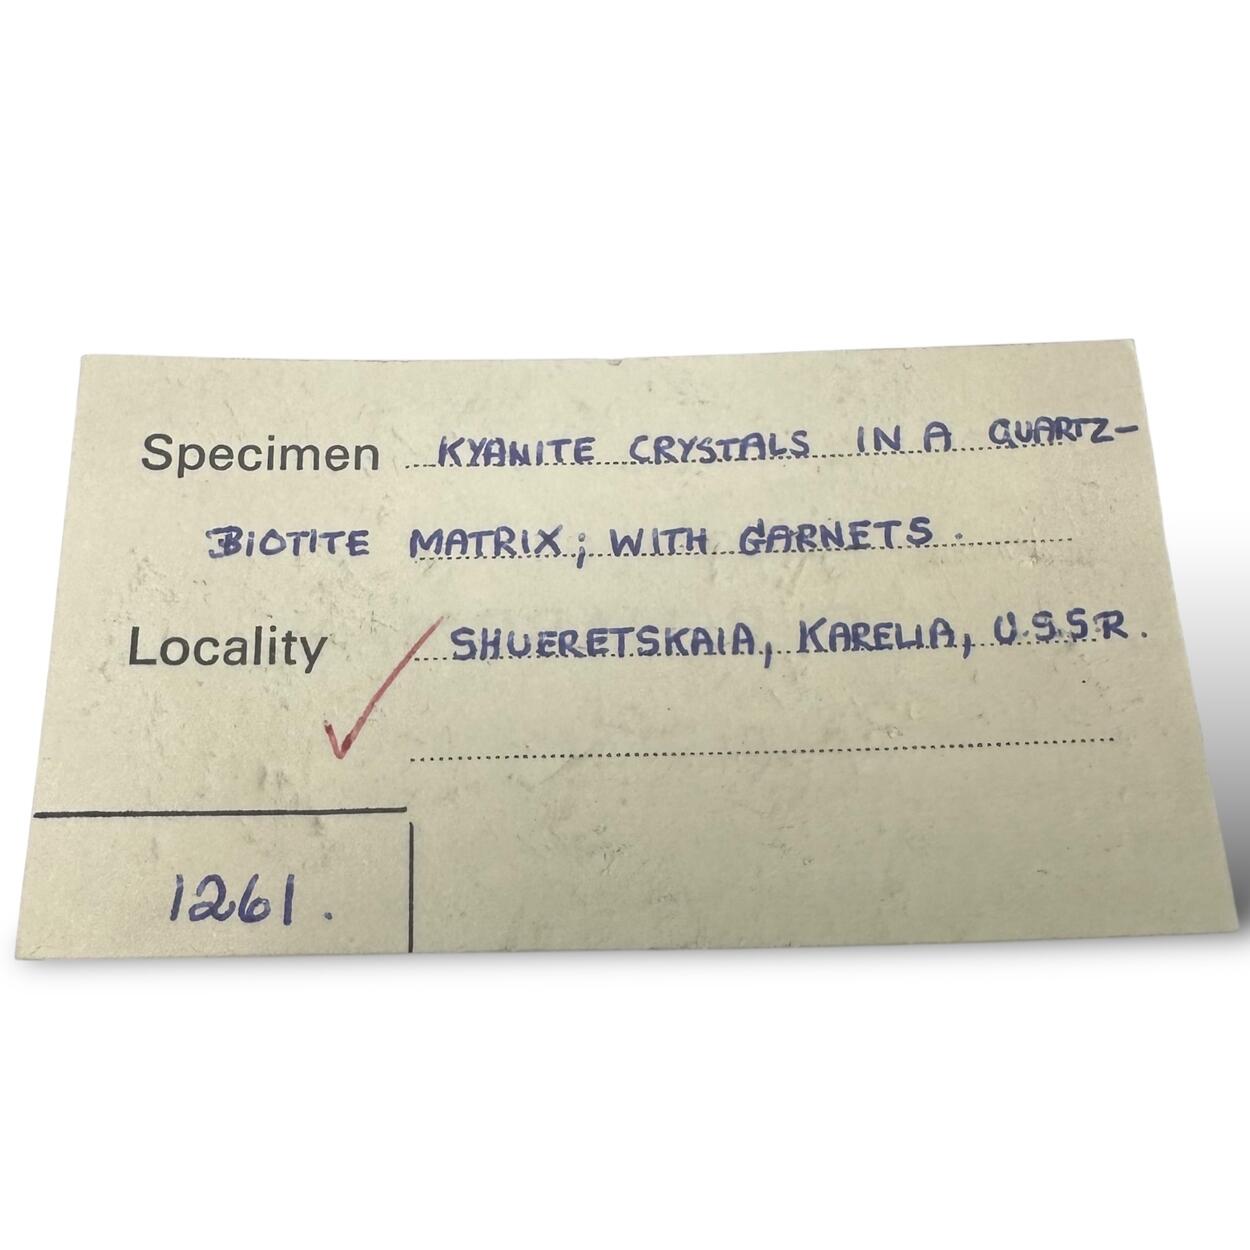 Specimen KYANITE CRYSTALS IN A QUARTZ-
BIOTITE MATRIX; WITH GARNETS.
Locality SHUERETSKAIA, KARELIA, U.S.S.R.
1261.